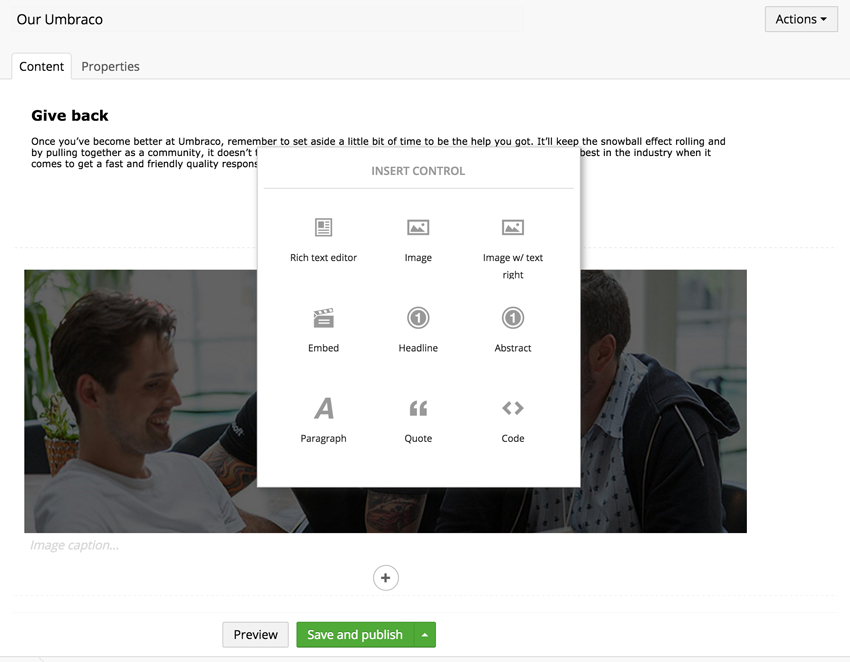 Our Umbraco
Actions
Content
Properties
Give back
Once you've become better at Umbraco, remember to set aside a little bit of time to be the help you got. It'll keep the snowball effect rolling and
by pulling together as a community, it doesn't best in the industry when it
comes to get a fast and friendly quality respons
INSERT CONTROL
Rich text editor
Image
Image w/ text
right
Embed
Headline
Abstract
Paragraph
Quote
Code
Image caption...
Preview
Save and publish